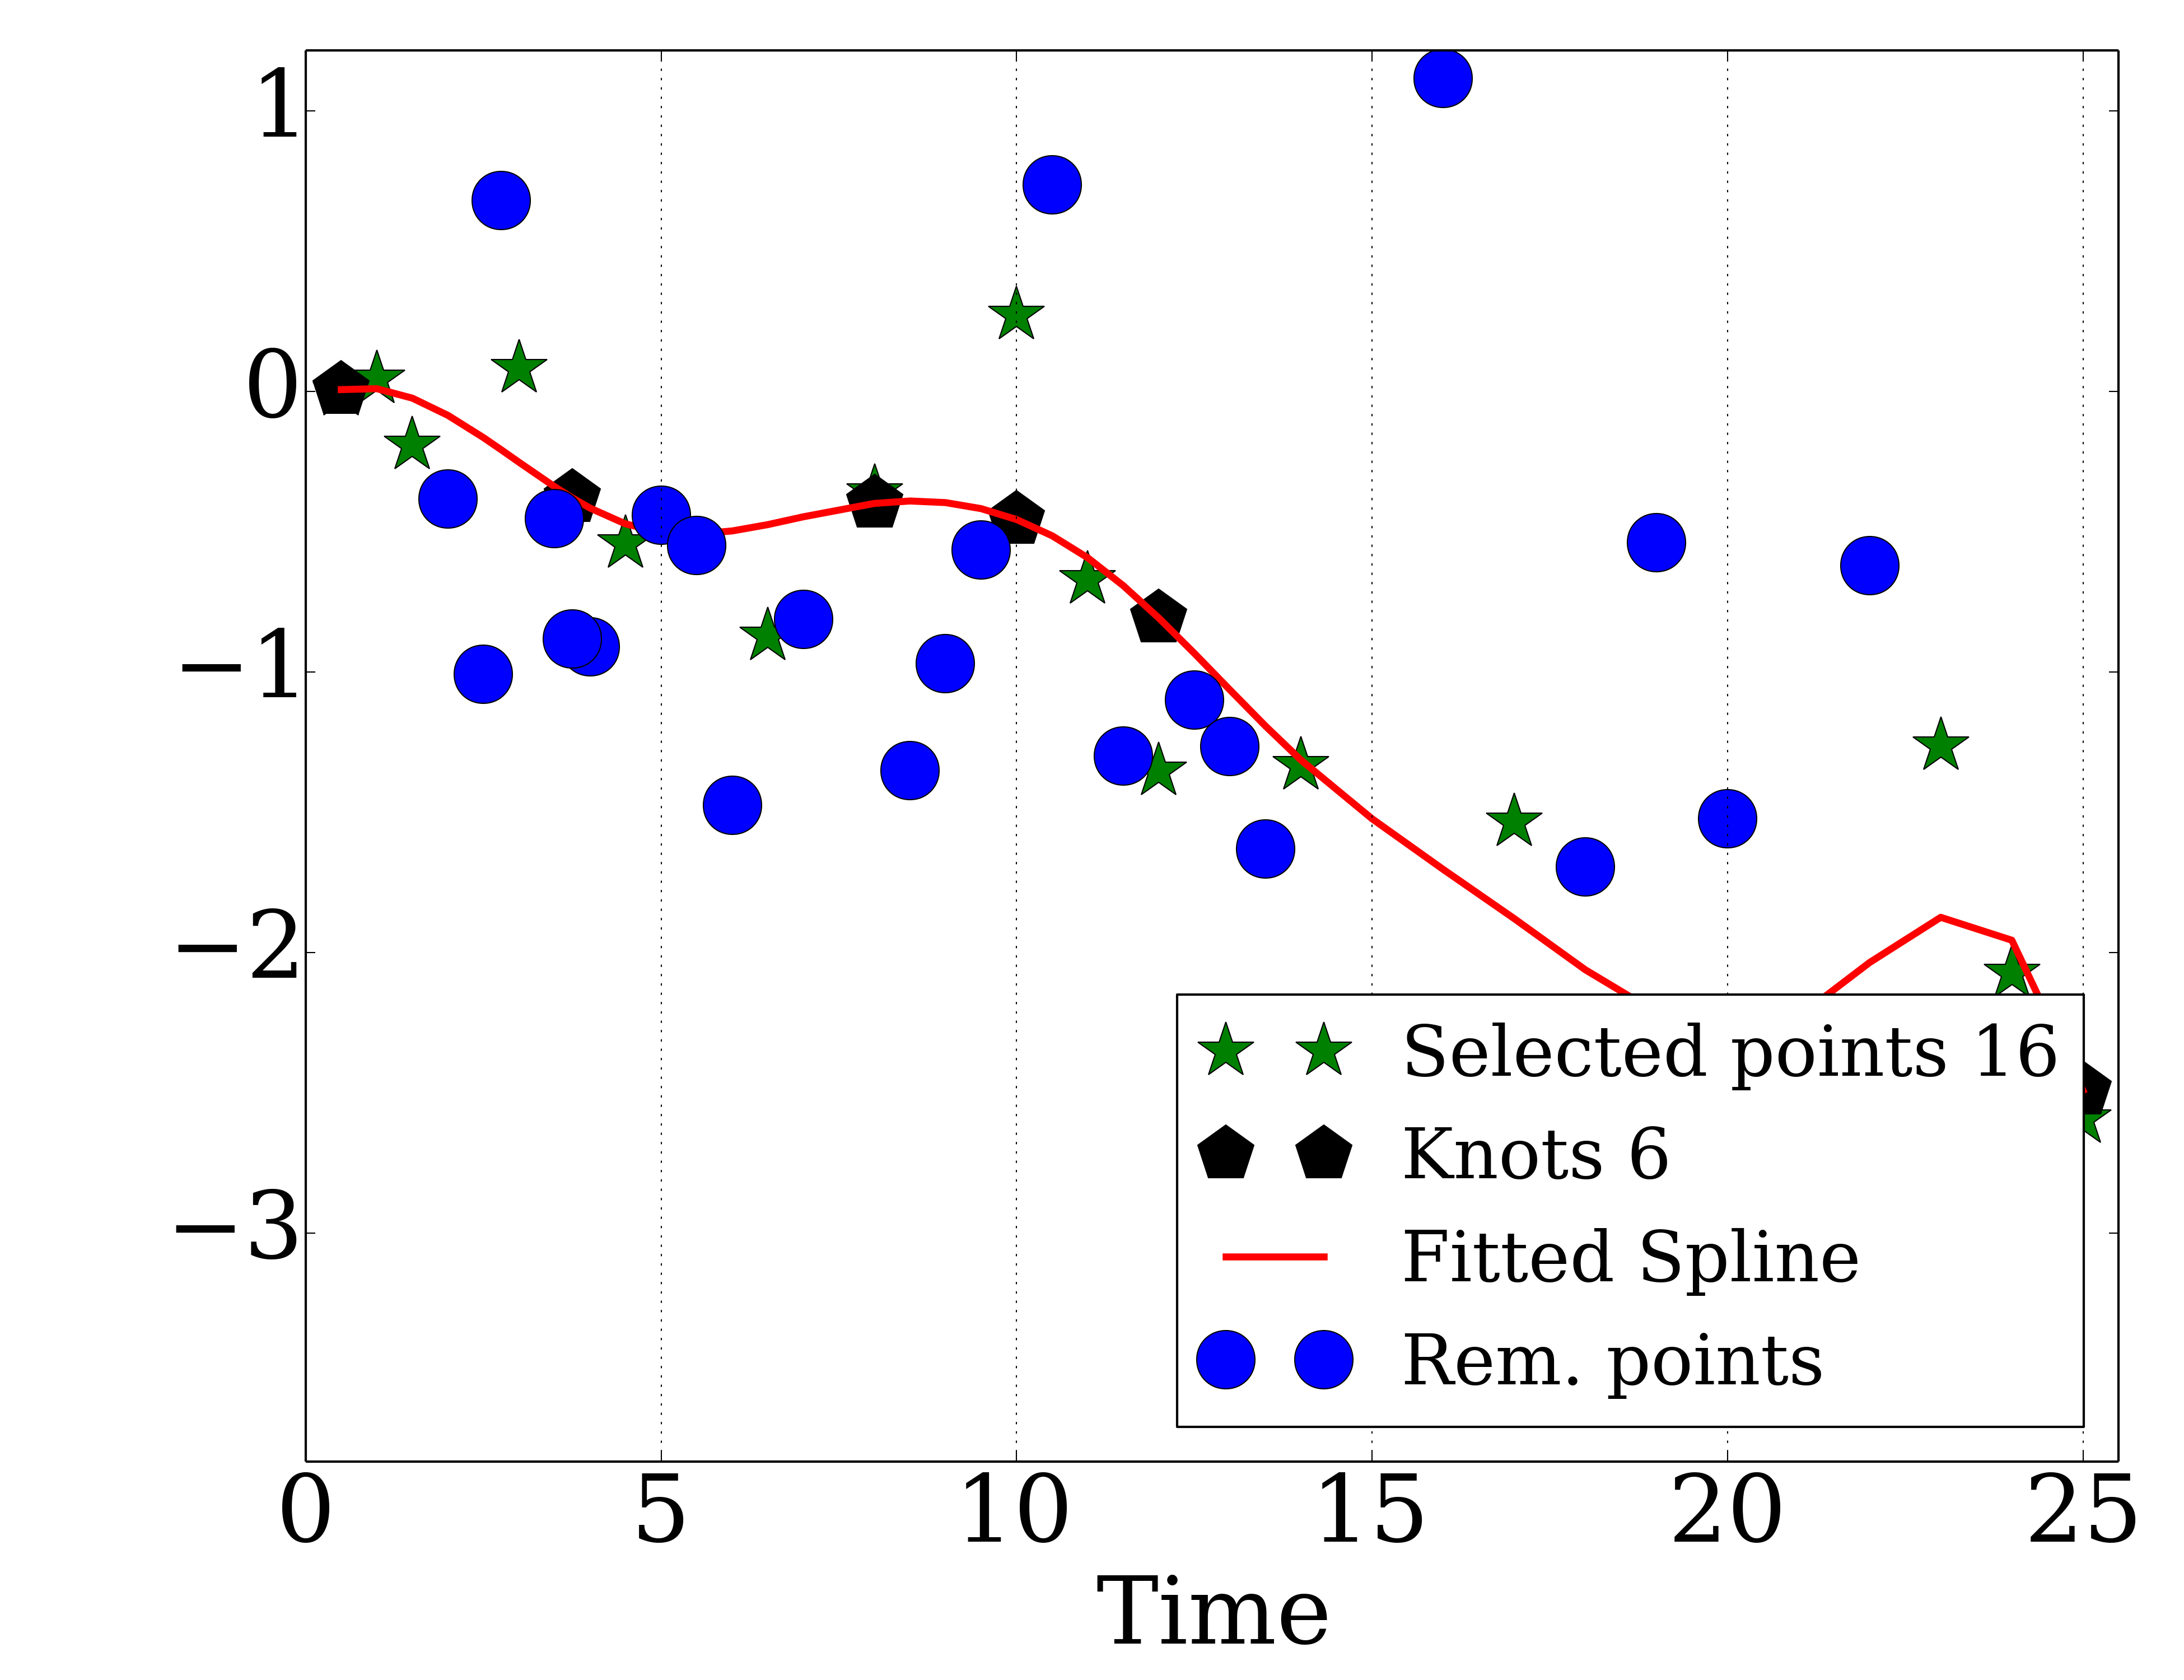 1
0
−1
−2
−3
Selected points 16
Knots 6
Fitted Spline
Rem. points
0 5 10 15 20 25
Time